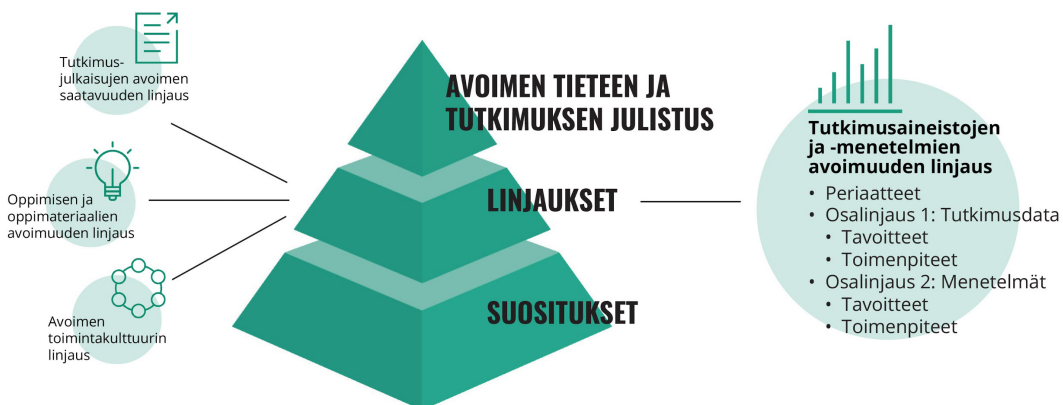 Tutkimus-
julkaisujen avoimen
saatavuuden linjaus
Oppimisen ja
oppimateriaalien
avoimuuden linjaus
Avoimen
toimintakulttuurin
linjaus
AVOIMEN TIETEEN JA
TUTKIMUKSEN JULISTUS
LINJAUKSET
SUOSITUKSET
Tutkimusaineistojen
ja -menetelmien
avoimuuden linjaus
• Periaatteet
• Osalinjaus 1: Tutkimusdata
• Tavoitteet
• Toimenpiteet
• Osalinjaus 2: Menetelmät
• Tavoitteet
• Toimenpiteet